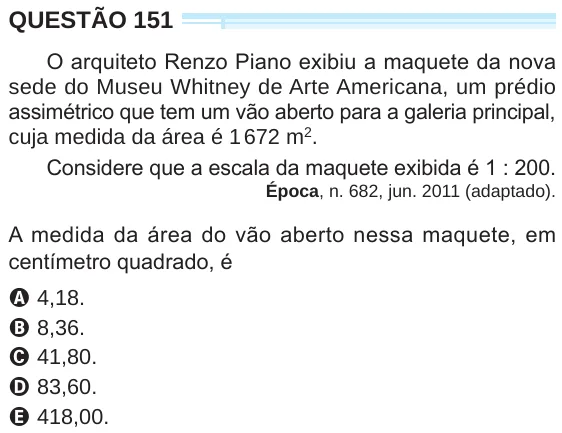 QUESTÃO 151
O arquiteto Renzo Piano exibiu a maquete da nova
sede do Museu Whitney de Arte Americana, um prédio
assimétrico que tem um vão aberto para a galeria principal,
cuja medida da área é 1 672 m².
Considere que a escala da maquete exibida é 1 : 200.
Época, n. 682, jun. 2011 (adaptado).
A medida da área do vão aberto nessa maquete, em
centímetro quadrado, é
A 4,18.
B 8,36.
C 41,80.
D 83,60.
E 418,00.